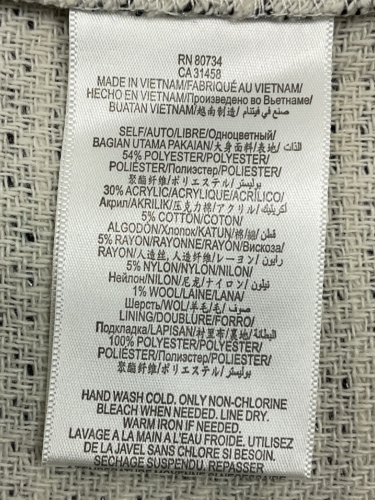 RN 80734
CA 31458
MADE IN VIETNAM/FABRIQUÉ AU VIETNAM/
HECHO EN VIETNAM/Произведено во Вьетнаме/
BUATAN VIETNAM/越南制造/صنع في فيتنام
SELF/AUTO/LIBRE/Одноцветный/
BAGIAN UTAMA PAKAIAN/大身面料/表地/الذات
54% POLYESTER/POLYESTER/
POLIÉSTER/Полиэстер/POLIESTER/
聚酯纤维/ポリエステル/بوليستر
30% ACRYLIC/ACRYLIQUE/ACRÍLICO/
Акрил/AKRILIK/压克力棉/アクリル/أكريليك
5% COTTON/COTON/
ALGODÓN/Хлопок/KATUN/棉/綿/قطن
5% RAYON/RAYONNE/RAYÓN/Вискоза/
RAYON/人造丝,人造纤维/レーヨン/رايون
5% NYLON/NYLON/NILON/
Нейлон/NILON/尼龙/ナイロン/نيلون
1% WOOL/LAINE/LANA/
Шерсть/WOL/羊毛/毛/صوف
LINING/DOUBLURE/FORRO/
Подкладка/LAPISAN/衬里布/裏地/البطانة
100% POLYESTER/POLYESTER/
POLIÉSTER/Полиэстер/POLIESTER/
聚酯纤维/ポリエステル/بوليستر
HAND WASH COLD. ONLY NON-CHLORINE
BLEACH WHEN NEEDED. LINE DRY.
WARM IRON IF NEEDED.
LAVAGE A LA MAIN A L'EAU FROIDE. UTILISEZ
DE LA JAVEL SANS CHLORE SI BESOIN.
SECHAGE SUSPENDU. REPASSER